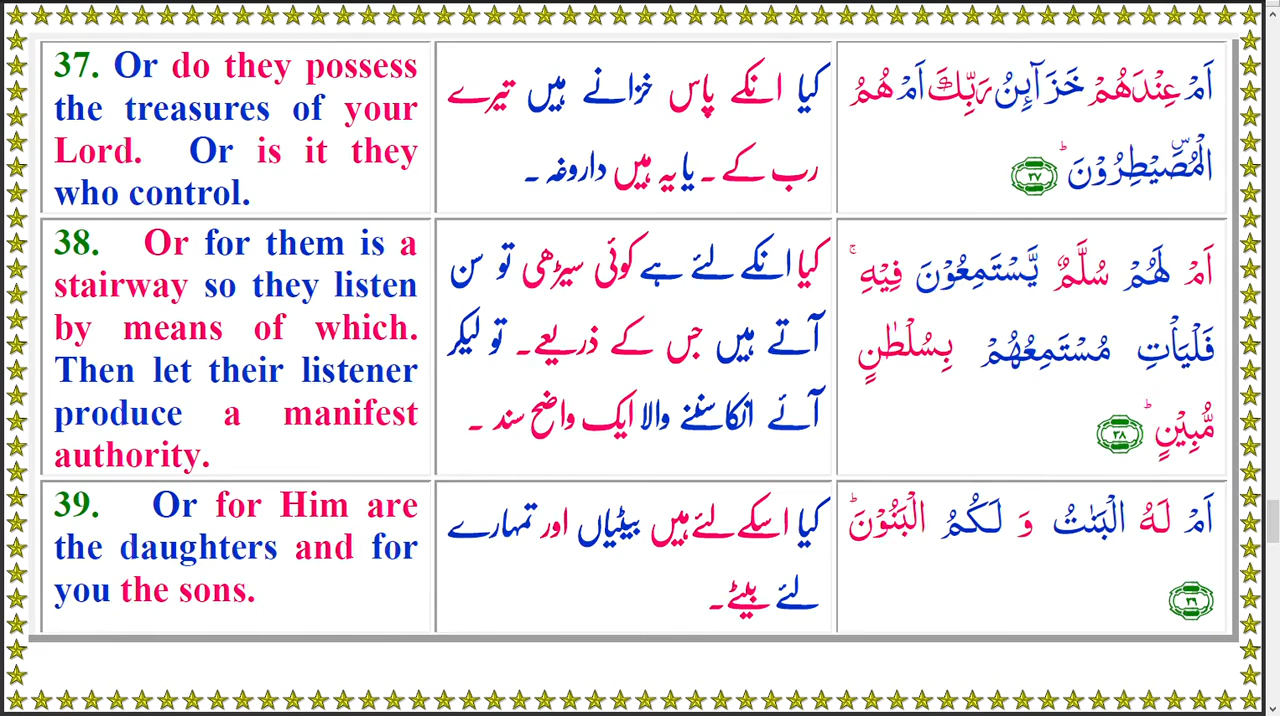 37. Or do they possess
the treasures of your
Lord. Or is it they
who control.
کیا انکے پاس خزانے ہیں تیرے
رب کے ۔ یا یہ ہیں داروغہ ۔
اَمْ عِنْدَهُمْ خَزَآئِنُ رَبِّكَ اَمْ هُمُ
الْمُصَۜيْطِرُوْنَ ؕ ٣٧
38. Or for them is a
stairway so they listen
by means of which.
Then let their listener
produce a manifest
authority.
کیا انکے لئے ہے کوئی سیڑھی تو سن
آتے ہیں جس کے ذریعے۔ تو لیکر
آئے انکا سننے والا ایک واضح سند ۔
اَمْ لَهُمْ سُلَّمٌ يَّسْتَمِعُوْنَ فِيْهِ ۚ
فَلْيَاْتِ مُسْتَمِعُهُمْ بِسُلْطٰنٍ
مُّبِيْنٍ ؕ ٣٨
39. Or for Him are
the daughters and for
you the sons.
کیا اسکے لئے ہیں بیٹیاں اور تمہارے
لئے بیٹے۔
اَمْ لَهُ الْبَنٰتُ وَ لَكُمُ الْبَنُوْنَ ؕ
٣٩